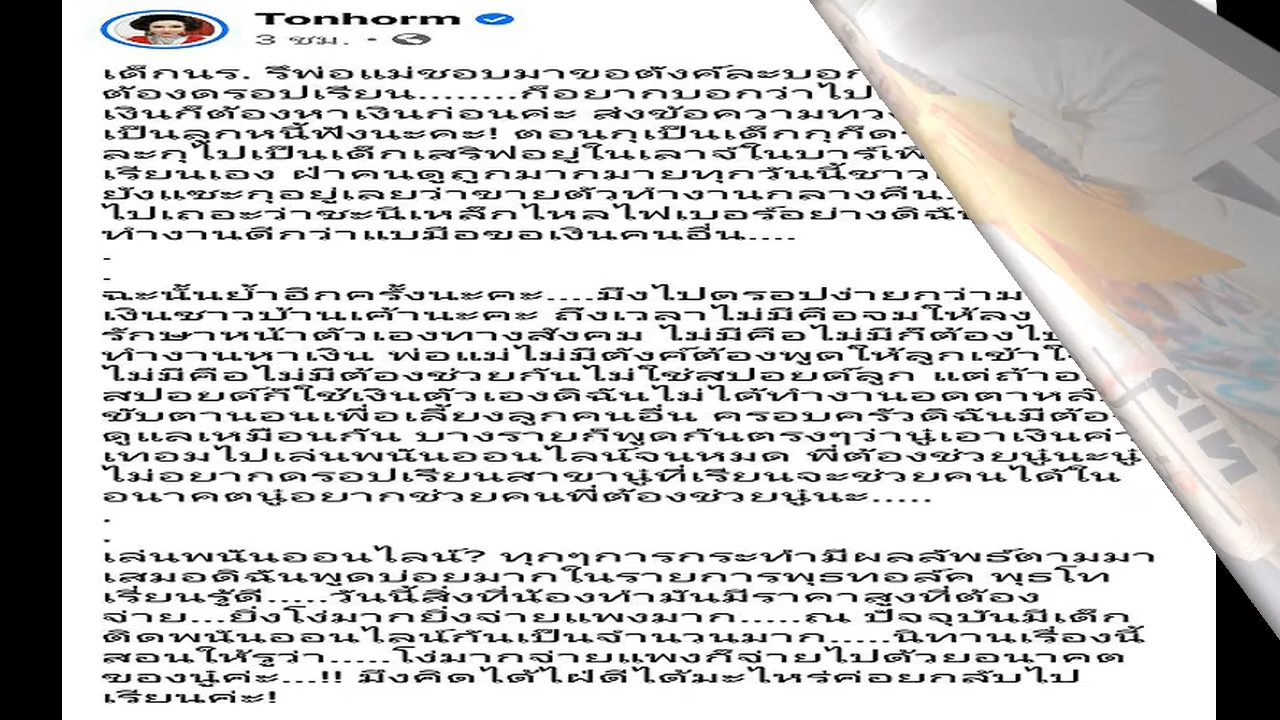 Tonhorm
3 ชม.
เด็กนร. รึพ่อแม่ชอบมาขอตังค์ละบอก
ต้องดรอปเรียน........ก็อยากบอกว่าไป
เงินก็ต้องหาเงินก่อนค่ะ ส่งข้อความทวง
เป็นลูกหนี้ฟังนะคะ! ตอนกุเป็นเด็กกุก็ด
ละกุไปเป็นเด็กเสริฟอยู่ในเลาจ์ในบาร์
เรียนเอง ฝ่าคนดูถูกมากมายทุกวันนี้
ยังแซะกุอยู่เลยว่าขายตัวทำงานกลางคืน.
ไปเถอะว่าชะนีเหล็กไหลไฟเบอร์อย่างดิฉัน
ทำงานดีกว่าแบมือขอเงินคนอื่น....
.
.
ฉะนั้นย้ำอีกครั้งนะคะ....มึงไปดรอปง่ายกว่าม
เงินชาวบ้านเค้านะคะ ถึงเวลาไม่มีคือจมให้ลง
รักษาหน้าตัวเองทางสังคม ไม่มีคือไม่มีก็ต้อง
ทำงานหาเงิน พ่อแม่ไม่มีตังค์ต้องพูดให้ลูกเข้าใจ
ไม่มีคือไม่มีต้องช่วยกันไม่ใช่สปอยด์ลูก แต่ถ้า
สปอยด์ก็ใช้เงินตัวเองดิฉันไม่ได้ทำงานอดตาหลับ
ขับตานอนเพื่อเลี้ยงลูกคนอื่น ครอบครัวดิฉันมีต้อง
ดูแลเหมือนกัน บางรายก็พูดกันตรงๆว่านู๋เอาเงินค่า
เทอมไปเล่นพนันออนไลน์จนหมด พี่ต้องช่วยนู๋นะนู๋
ไม่อยากดรอปเรียนสาขานู๋ที่เรียนจะช่วยคนได้ใน
อนาคตนู๋อยากช่วยคนพี่ต้องช่วยนู๋นะ.....
.
.
เล่นพนันออนไลน์? ทุกๆการกระทำมีผลลัพธ์ตามมา
เสมอดิฉันพูดบ่อยมากในรายการพุธทอล์ค พุธโท
เรี่ยนรู้ดี.....วันนี้สิ่งที่น้องทำมันมีราคาสูงที่ต้อง
จ่าย...ยิ่งโง่มากยิ่งจ่ายแพงมาก.....ณ ปัจจุบันมีเด็ก
ติดพนันออนไลน์กันเป็นจำนวนมาก.....นิทานเรื่องนี้
สอนให้รู้ว่า.....โง่มากจ่ายแพงก็จ่ายไปด้วยอนาคต
ของนู๋ค่ะ...!! มึงคิดได้ใฝ่ดีได้มะไหร่ค่อยกลับไป
เรียนค่ะ!